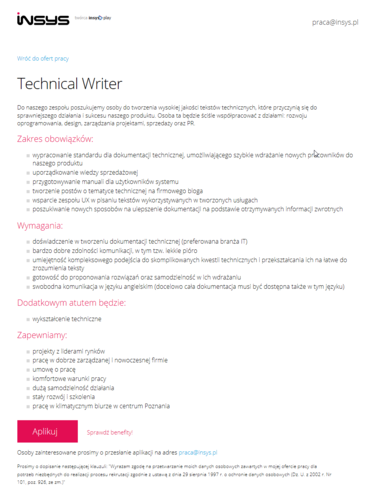 insys
praca@insys.pl
Wróć do ofert pracy
Technical Writer
Do naszego zespołu poszukujemy osoby do tworzenia wysokiej jakości tekstów technicznych, które przyczynią się do
sprawniejszego działania i sukcesu naszego produktu. Osoba ta będzie ściśle współpracować z działami: rozwoju
oprogramowania, design, zarządzania projektami, sprzedaży oraz PR.
Zakres obowiązków:
wypracowanie standardu dla dokumentacji technicznej, umożliwiającego szybkie wdrażanie nowych pracowników do
naszego produktu
uporządkowanie wiedzy sprzedażowej
przygotowywanie manuali dla użytkowników systemu
tworzenie postów o tematyce technicznej na firmowego bloga
wsparcie zespołu UX w pisaniu tekstów wykorzystywanych w tworzonych usługach
poszukiwanie nowych sposobów na ulepszenie dokumentacji na podstawie otrzymywanych informacji zwrotnych
Wymagania:
doświadczenie w tworzeniu dokumentacji technicznej (preferowana branża IT)
bardzo dobre zdolności komunikacji, w tym tzw. lekkie pióro
umiejętność kompleksowego podejścia do skomplikowanych kwestii technicznych i przekształcania ich na łatwe do
zrozumienia teksty
gotowość do proponowania rozwiązań oraz samodzielność w ich wdrażaniu
swobodna komunikacja w języku angielskim (docelowo cała dokumentacja musi być dostępna także w tym języku)
Dodatkowym atutem będzie:
wykształcenie techniczne
Zapewniamy:
projekty z liderami rynków
pracę w dobrze zarządzanej i nowoczesnej firmie
umowę o pracę
komfortowe warunki pracy
dużą samodzielność działania
stały rozwój i szkolenia
pracę w klimatycznym biurze w centrum Poznania
Aplikuj
Sprawdź benefity!
Osoby zainteresowane prosimy o przesłanie aplikacji na adres praca@insys.pl
Prosimy o dopisanie następującej klauzuli: "Wyrażam zgodę na przetwarzanie moich danych osobowych zawartych w mojej ofercie pracy dla
potrzeb niezbędnych do realizacji procesu rekrutacji zgodnie z ustawą z dnia 29 sierpnia 1997 r. o ochronie danych osobowych (Dz. U. z 2002 r. Nr
101, poz. 926, ze zm.)"